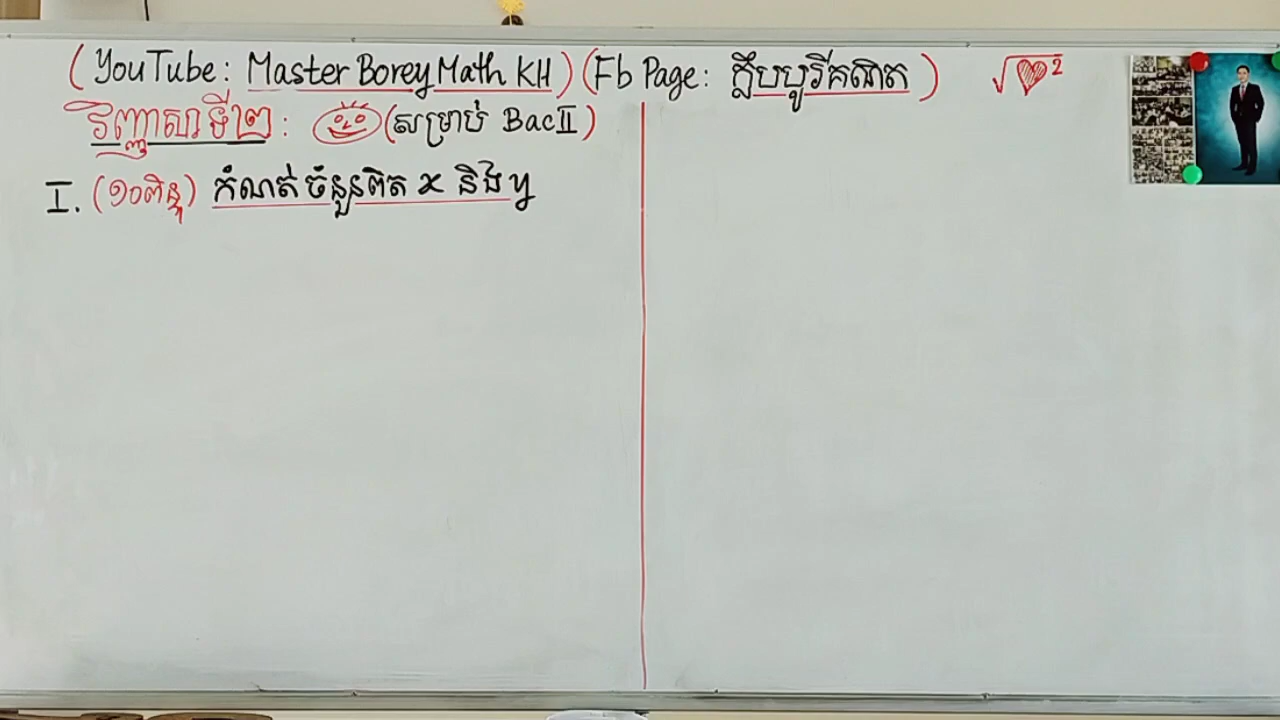 (YouTube: Master Borey Math KH) (Fb Page: ក្លឹបបូរីគណិត) √♥²
វិញ្ញាសាទី២: (សម្រាប់ BacII)
I. (១០ពិន្ទុ) កំណត់ចំនួនពិត x និង y